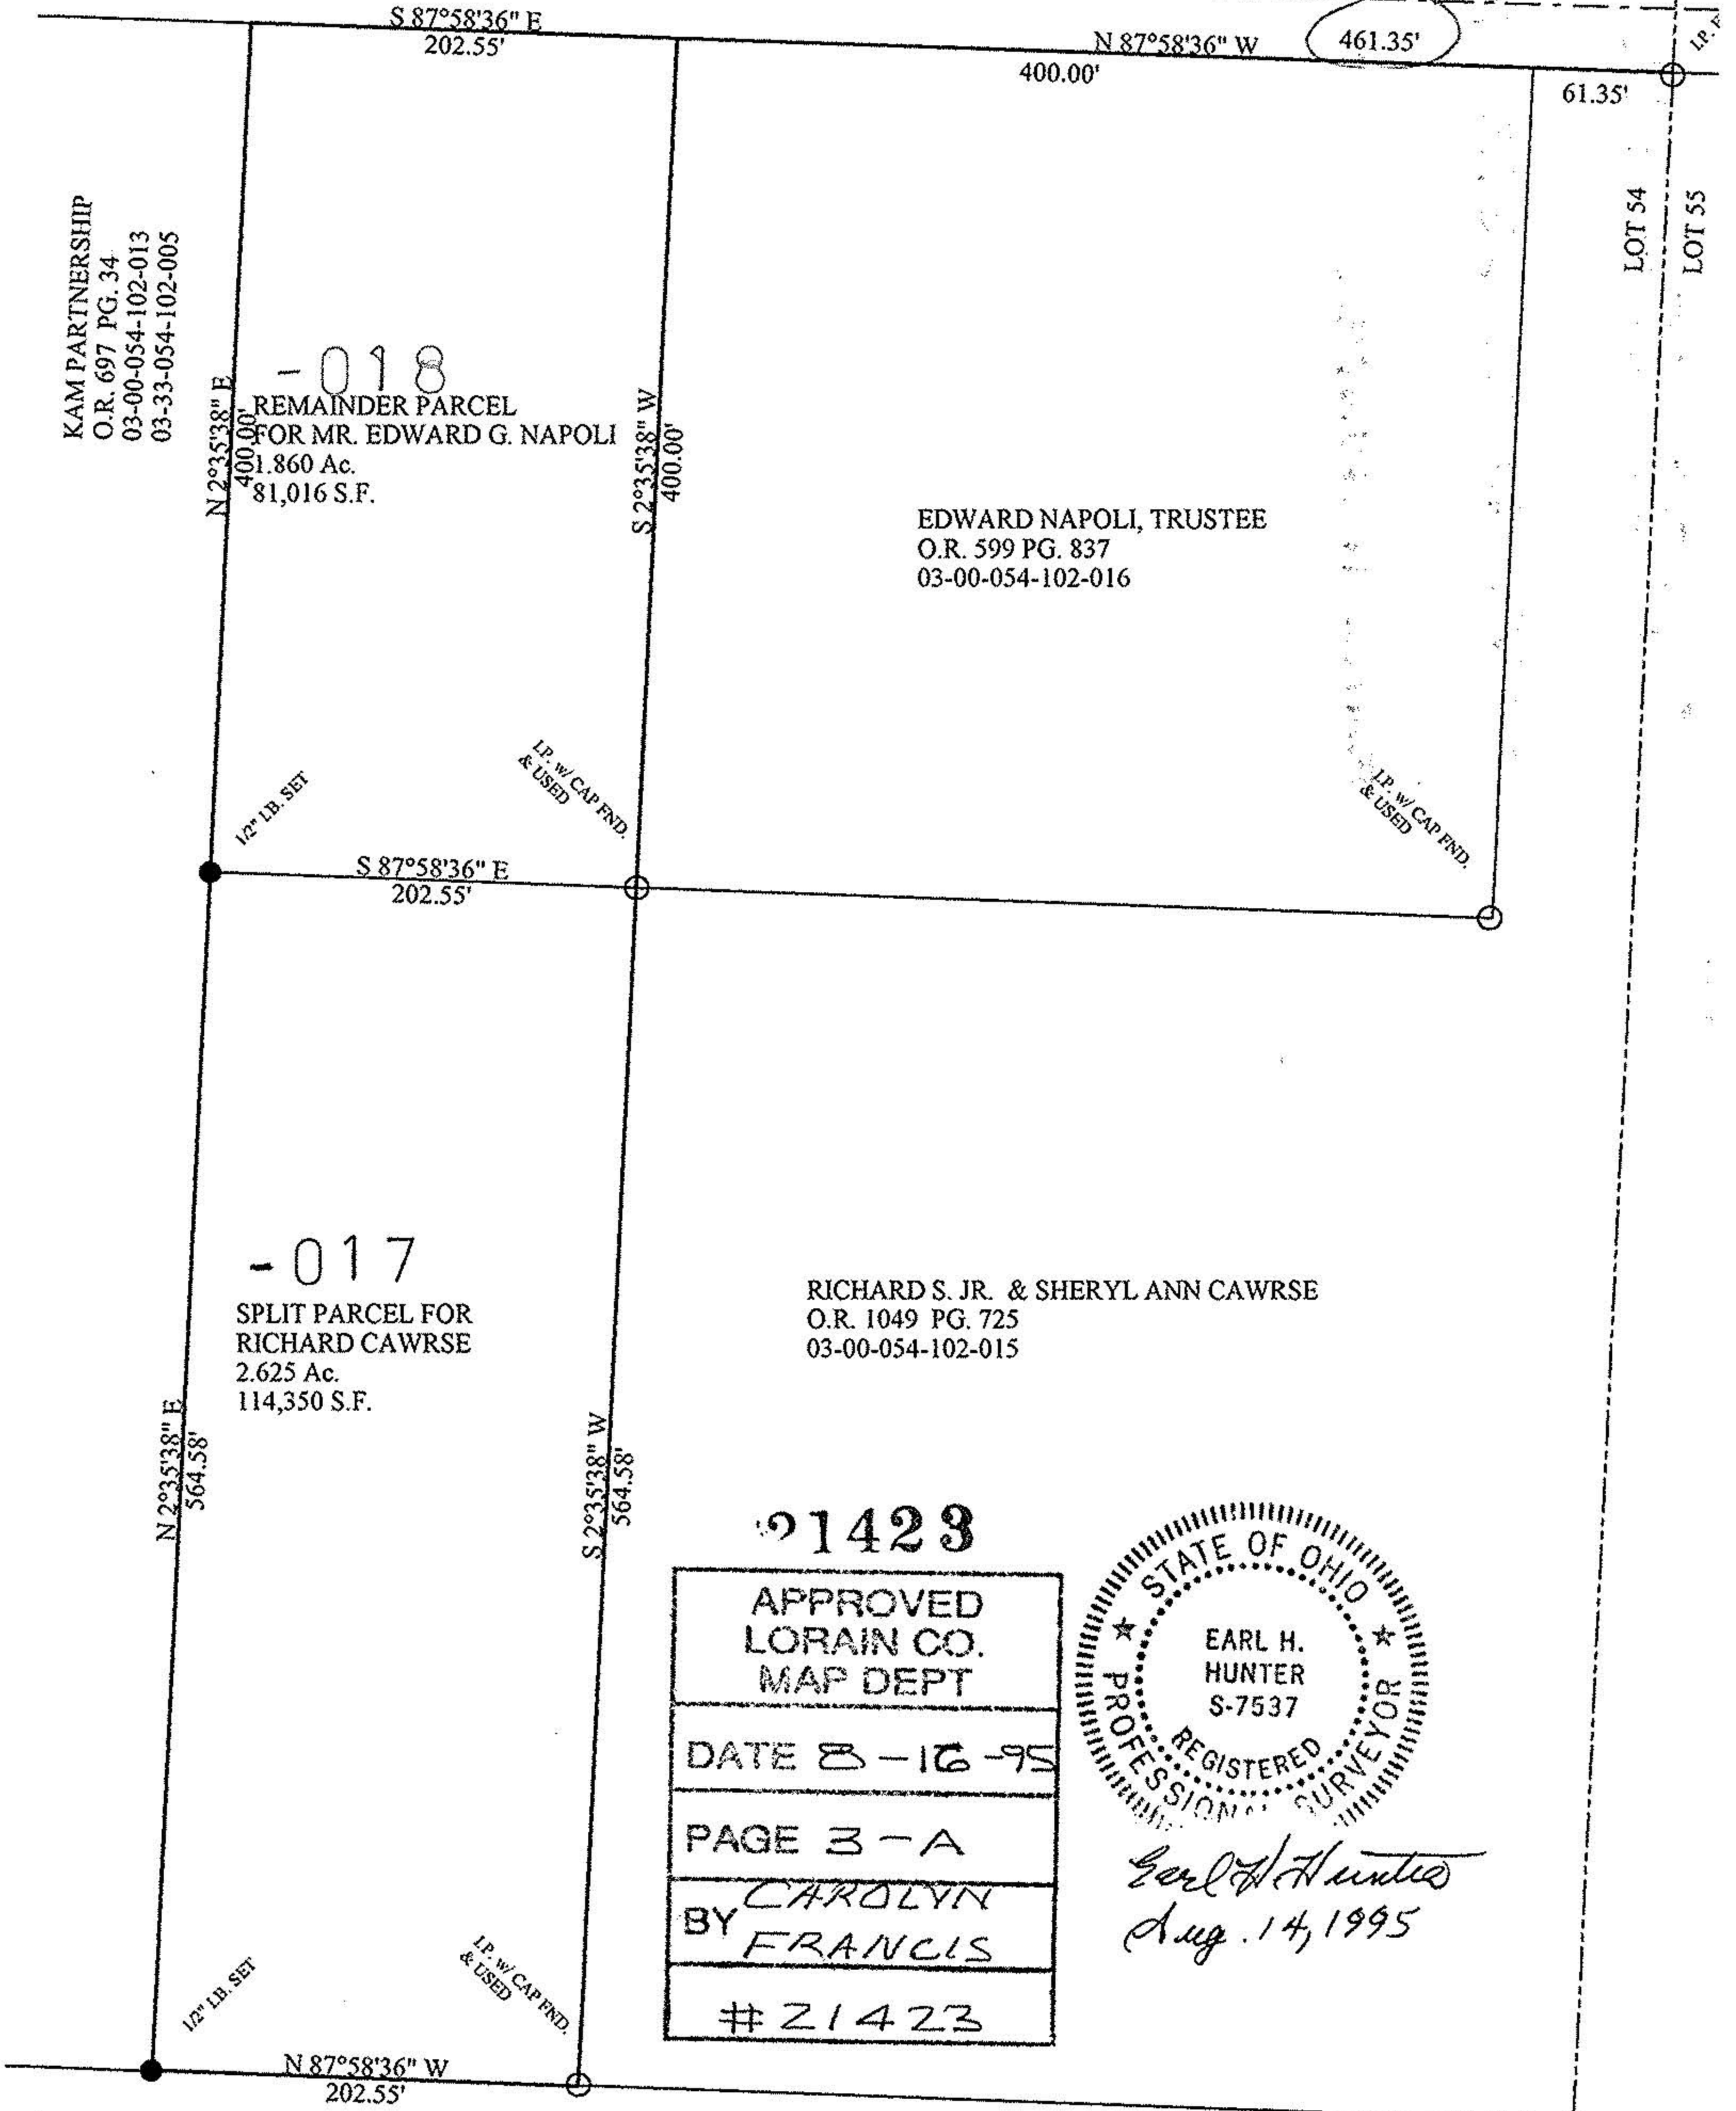 S 87°58'36" E
202.55'
N 87°58'36" W
461.35'
400.00'
61.35'
I.P.
KAM PARTNERSHIP
O.R. 697 PG. 34
03-00-054-102-013
03-33-054-102-005
LOT 54
LOT 55
- 018
REMAINDER PARCEL
FOR MR. EDWARD G. NAPOLI
1.860 Ac.
81,016 S.F.
N 2°35'38" E
400.00'
S 2°35'38" W
400.00'
EDWARD NAPOLI, TRUSTEE
O.R. 599 PG. 837
03-00-054-102-016
1/2" I.B. SET
I.P. w/ CAP FND.
& USED
I.P. w/ CAP FND.
& USED
S 87°58'36" E
202.55'
- 017
SPLIT PARCEL FOR
RICHARD CAWRSE
2.625 Ac.
114,350 S.F.
RICHARD S. JR. & SHERYL ANN CAWRSE
O.R. 1049 PG. 725
03-00-054-102-015
N 2°35'38" E
564.58'
S 2°35'38" W
564.58'
21423
APPROVED
LORAIN CO.
MAP DEPT
DATE 8-16-95
PAGE 3-A
BY CAROLYN
FRANCIS
# 21423
STATE OF OHIO
EARL H.
HUNTER
S-7537
REGISTERED
PROFESSIONAL SURVEYOR
Earl H Hunter
Aug. 14, 1995
1/2" I.B. SET
I.P. w/ CAP FND.
& USED
N 87°58'36" W
202.55'